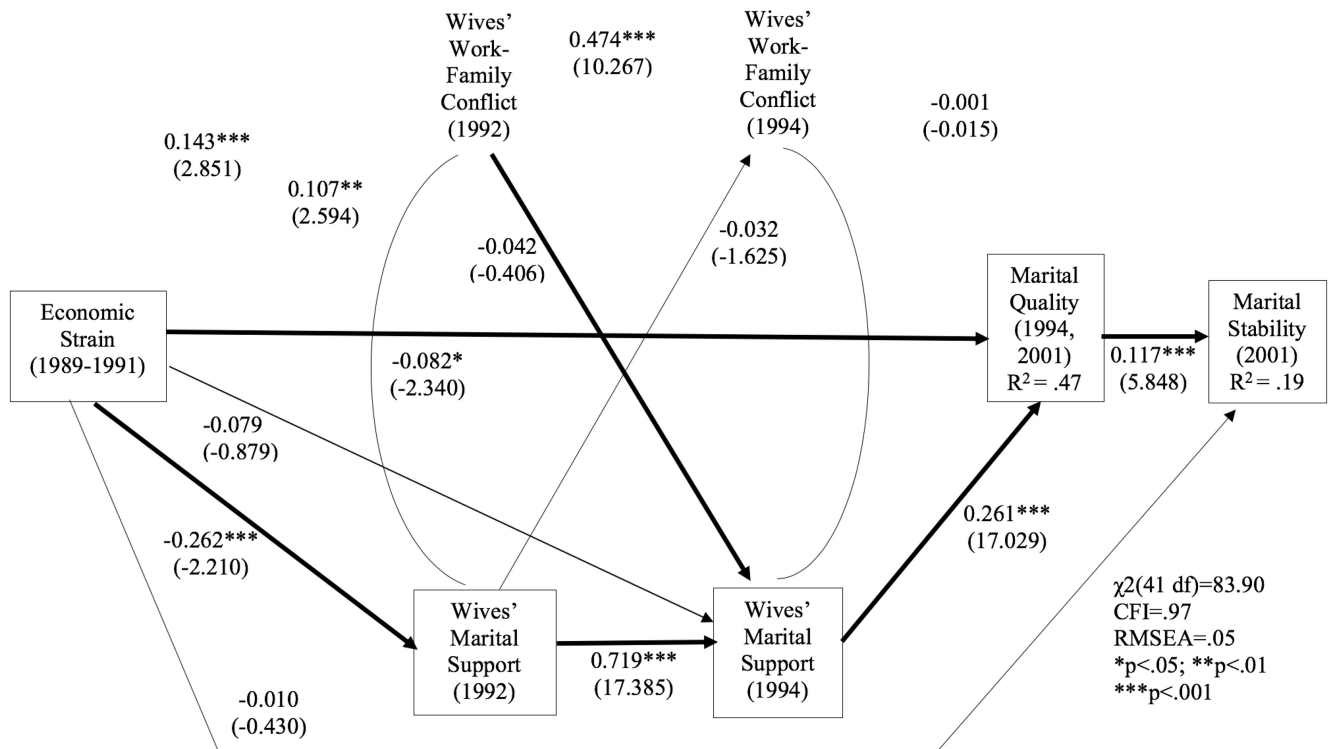 Wives’
Work-
Family
Conflict
(1992)
0.474***
(10.267)
Wives’
Work-
Family
Conflict
(1994)
-0.001
(-0.015)
0.143***
(2.851)
0.107**
(2.594)
-0.042
(-0.406)
-0.032
(-1.625)
Economic
Strain
(1989-1991)
Marital
Quality
(1994,
2001)
R² = .47
0.117***
(5.848)
Marital
Stability
(2001)
R² = .19
-0.082*
(-2.340)
-0.079
(-0.879)
-0.262***
(-2.210)
0.261***
(17.029)
Wives’
Marital
Support
(1992)
0.719***
(17.385)
Wives’
Marital
Support
(1994)
-0.010
(-0.430)
χ2(41 df)=83.90
CFI=.97
RMSEA=.05
*p<.05; **p<.01
***p<.001